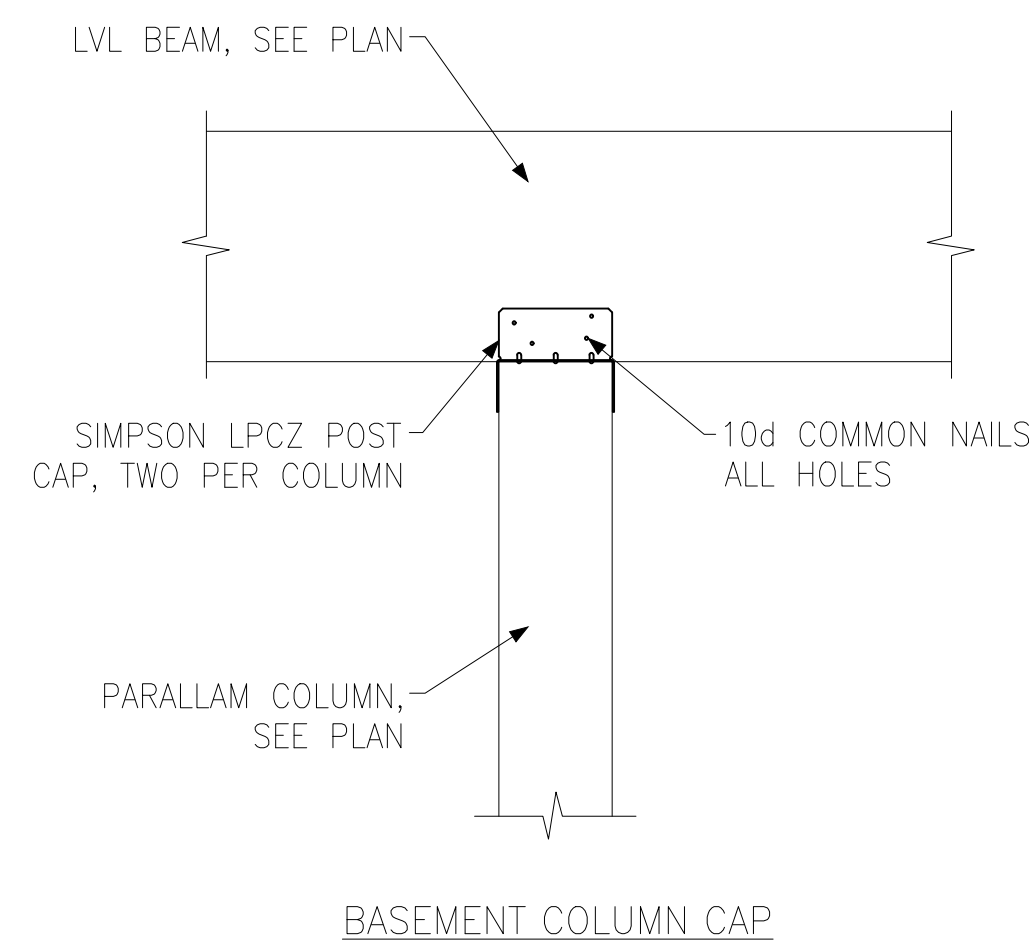 LVL BEAM, SEE PLAN
SIMPSON LPCZ POST
CAP, TWO PER COLUMN
10d COMMON NAILS
ALL HOLES
PARALLAM COLUMN,
SEE PLAN
BASEMENT COLUMN CAP